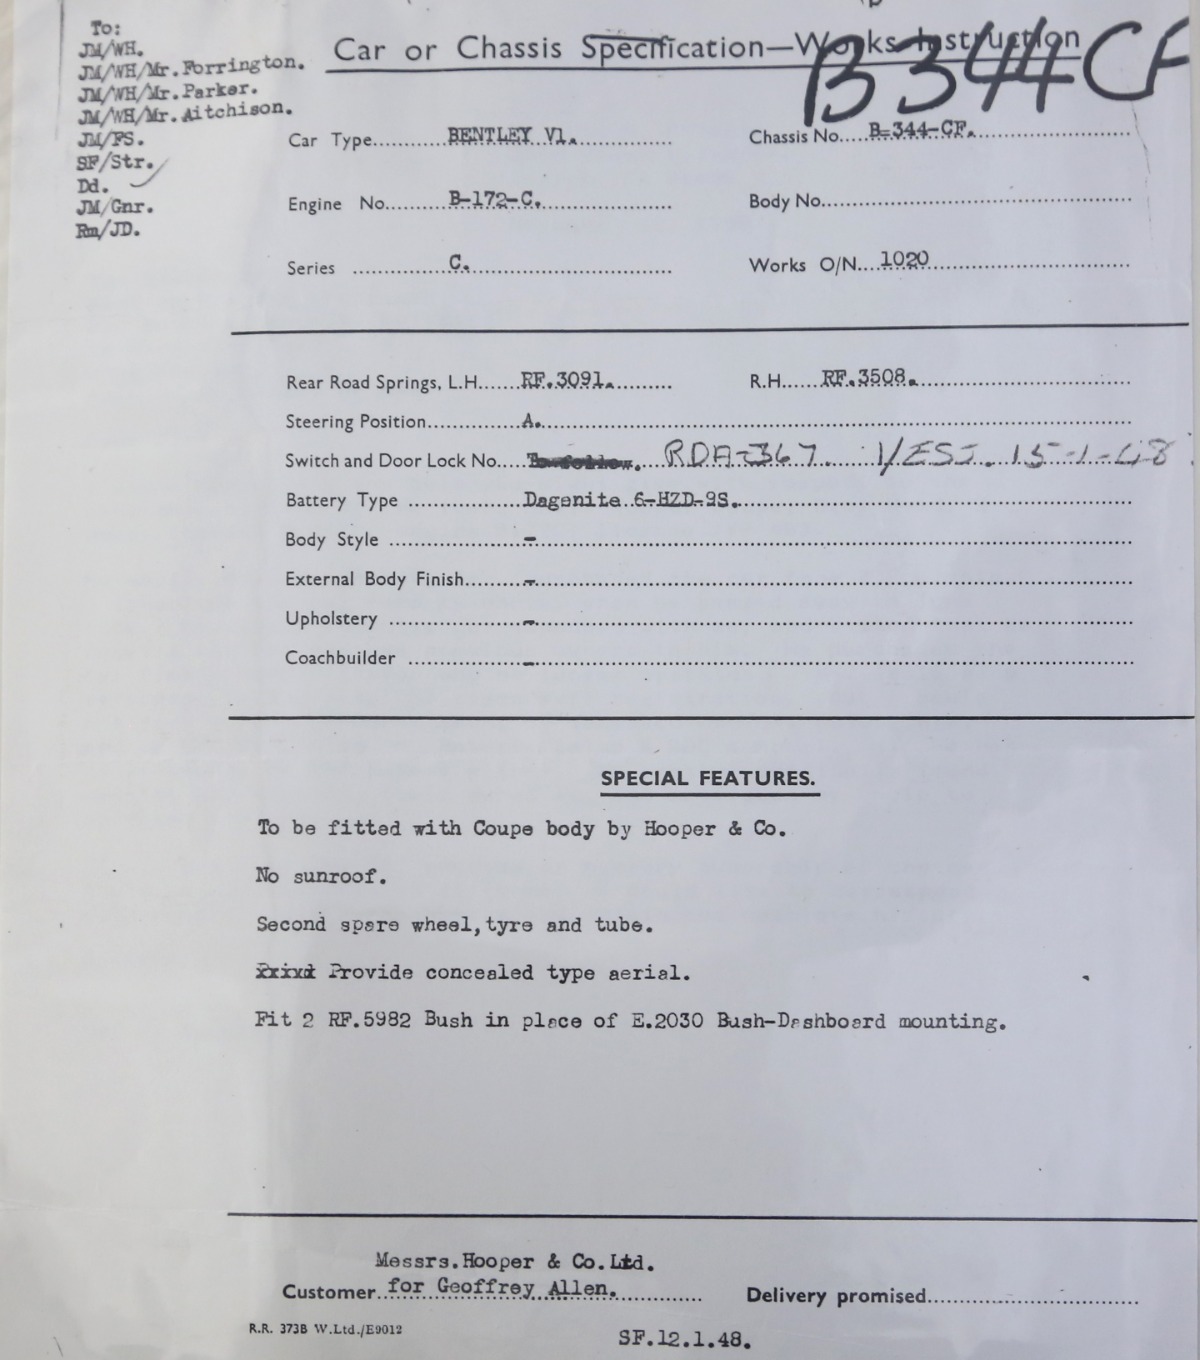 To:
JM/WH.
JM/WH/Mr. Forrington.
JM/WH/Mr. Parker.
JM/WH/Mr. Aitchison.
JM/FS.
SF/Str.
Dd.
JM/Gnr.
Rm/JD.
Car or Chassis Specification—Works Instruction
B344CF
Car Type.......... BENTLEY V1. Chassis No.... B-344-CF.
Engine No........ B-172-C. Body No.
Series .............. C. Works O/N.... 1020
Rear Road Springs, L.H...... RF.3091. R.H...... RF.3508.
Steering Position.............. A.
Switch and Door Lock No.... To follow. RDA-367 15-1-48
Battery Type ................ Dagenite 6-HZD-9S.
Body Style .................... -
External Body Finish......... -
Upholstery .................... -
Coachbuilder ................. -
SPECIAL FEATURES.
To be fitted with Coupe body by Hooper & Co.
No sunroof.
Second spare wheel,tyre and tube.
Provide concealed type aerial.
Fit 2 RF.5982 Bush in place of E.2030 Bush-Dashboard mounting.
Messrs.Hooper & Co.Ltd.
Customer for Geoffrey Allen. Delivery promised
R.R. 373B W.Ltd./E9012
SF.12.1.48.